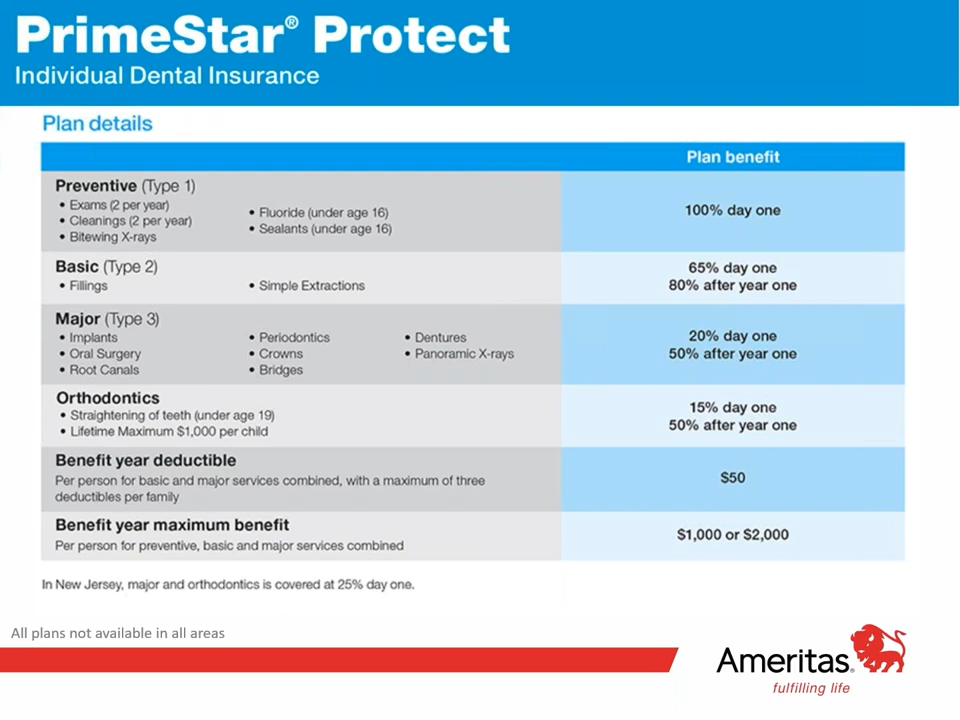 PrimeStar® Protect
Individual Dental Insurance
Plan details
Plan benefit
Preventive (Type 1)
• Exams (2 per year)
• Cleanings (2 per year)
• Bitewing X-rays
• Fluoride (under age 16)
• Sealants (under age 16)
100% day one
Basic (Type 2)
• Fillings
• Simple Extractions
65% day one
80% after year one
Major (Type 3)
• Implants
• Oral Surgery
• Root Canals
• Periodontics
• Crowns
• Bridges
• Dentures
• Panoramic X-rays
20% day one
50% after year one
Orthodontics
• Straightening of teeth (under age 19)
• Lifetime Maximum $1,000 per child
15% day one
50% after year one
Benefit year deductible
Per person for basic and major services combined, with a maximum of three
deductibles per family
$50
Benefit year maximum benefit
Per person for preventive, basic and major services combined
$1,000 or $2,000
In New Jersey, major and orthodontics is covered at 25% day one.
All plans not available in all areas
Ameritas®
fulfilling life